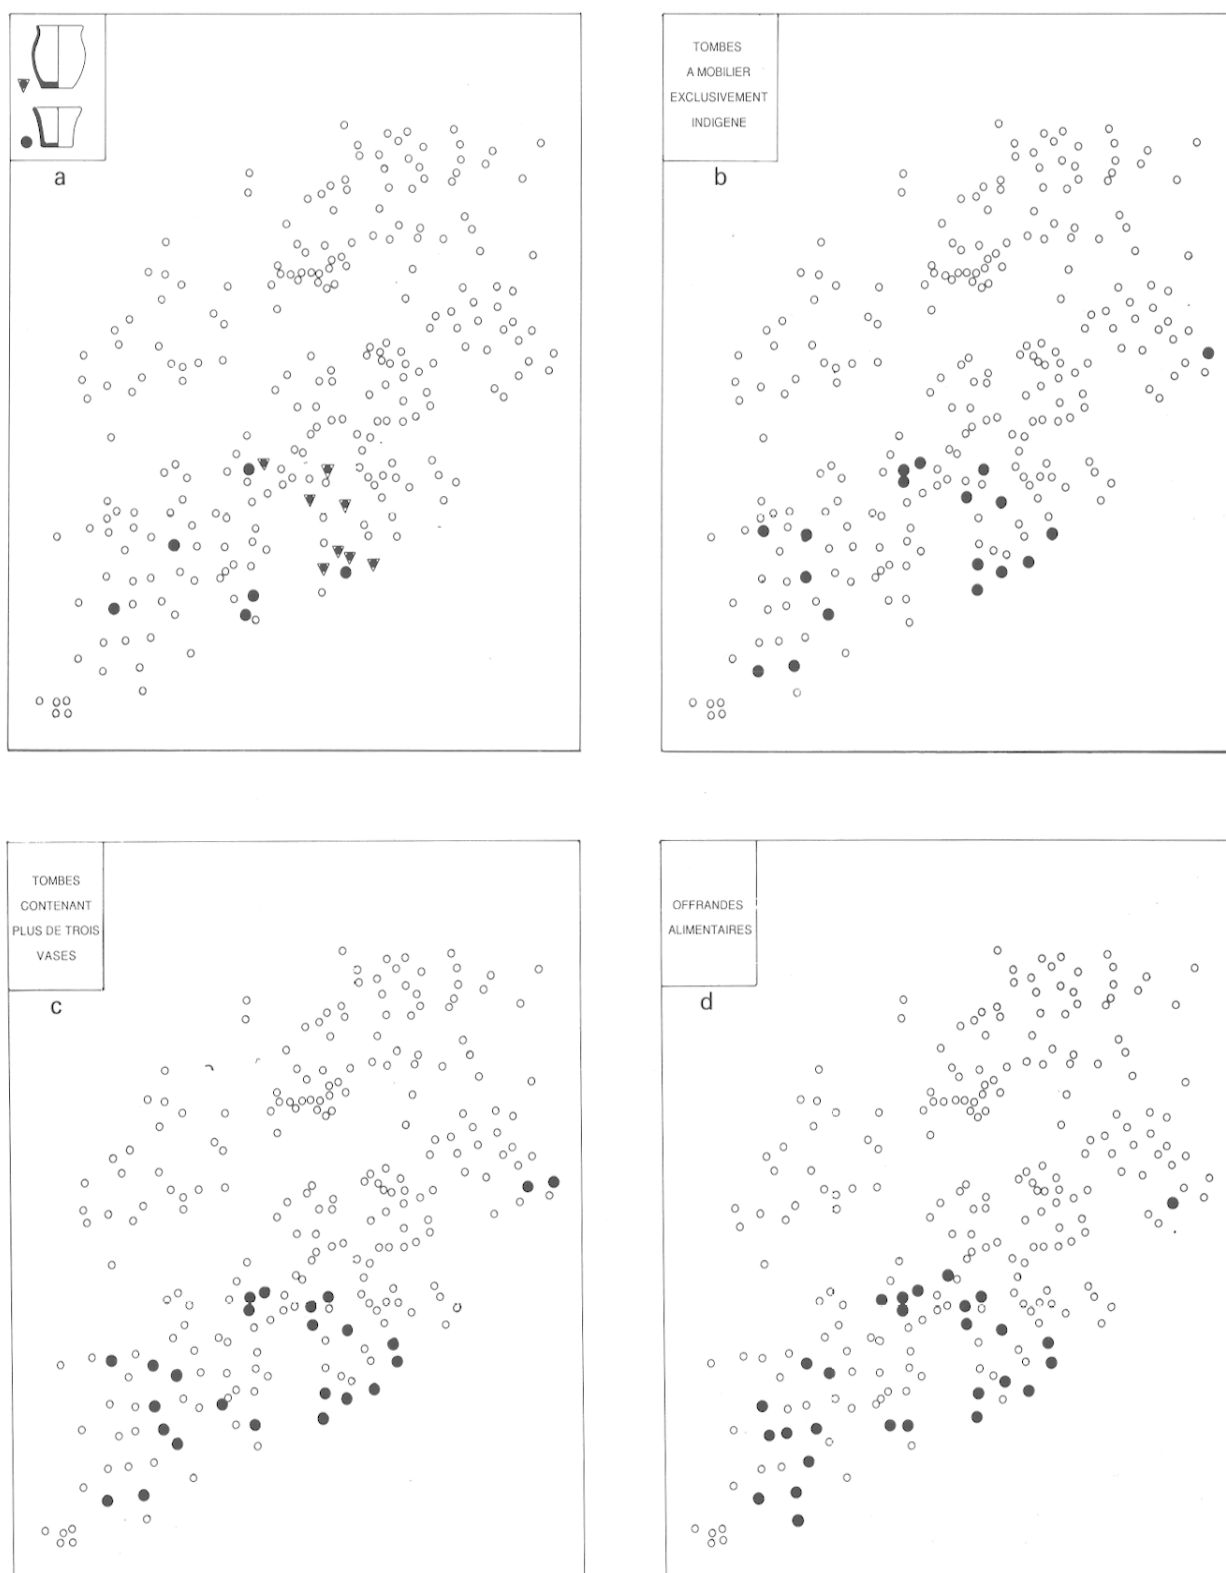 a
TOMBES
A MOBILIER
EXCLUSIVEMENT
INDIGENE
b
TOMBES
CONTENANT
PLUS DE TROIS
VASES
c
OFFRANDES
ALIMENTAIRES
d